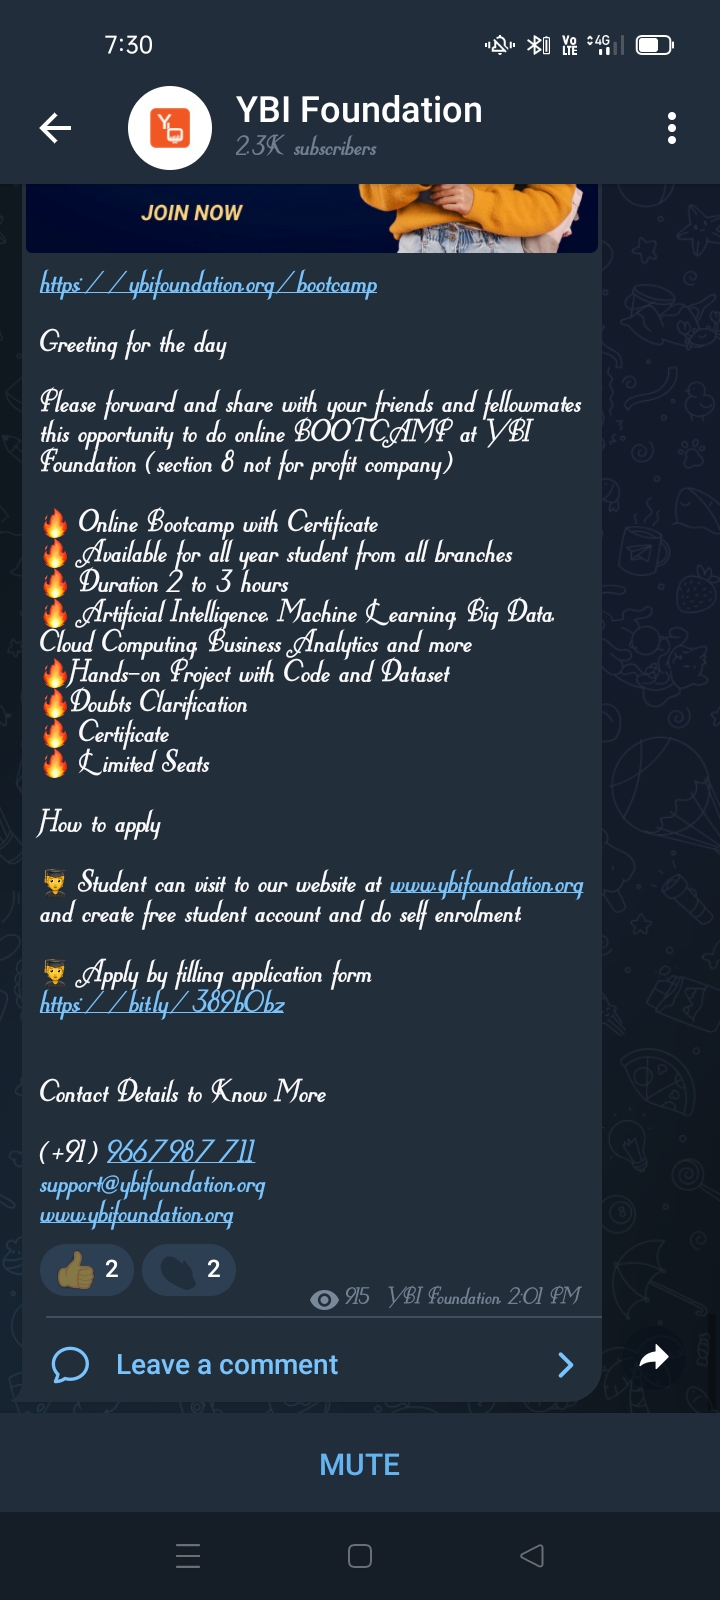 7:30
Vo LTE 4G
YBI Foundation
2.3K subscribers
JOIN NOW
https://ybifoundation.org/bootcamp
Greeting for the day
Please forward and share with your friends and fellowmates
this opportunity to do online BOOTCAMP at YBI
Foundation (section 8 not for profit company)
🔥 Online Bootcamp with Certificate
🔥 Available for all year student from all branches
🔥 Duration 2 to 3 hours
🔥 Artificial Intelligence, Machine Learning, Big Data,
Cloud Computing, Business Analytics and more
🔥Hands-on Project with Code and Dataset
🔥Doubts Clarification
🔥 Certificate
🔥 Limited Seats
How to apply
👨‍🎓 Student can visit to our website at www.ybifoundation.org
and create free student account and do self enrolment.
👨‍🎓 Apply by filling application form
https://bit.ly/389bObz
Contact Details to Know More
(+91) 9667987711
support@ybifoundation.org
www.ybifoundation.org
👍 2 2
915 YBI Foundation, 2:01 PM
Leave a comment
MUTE